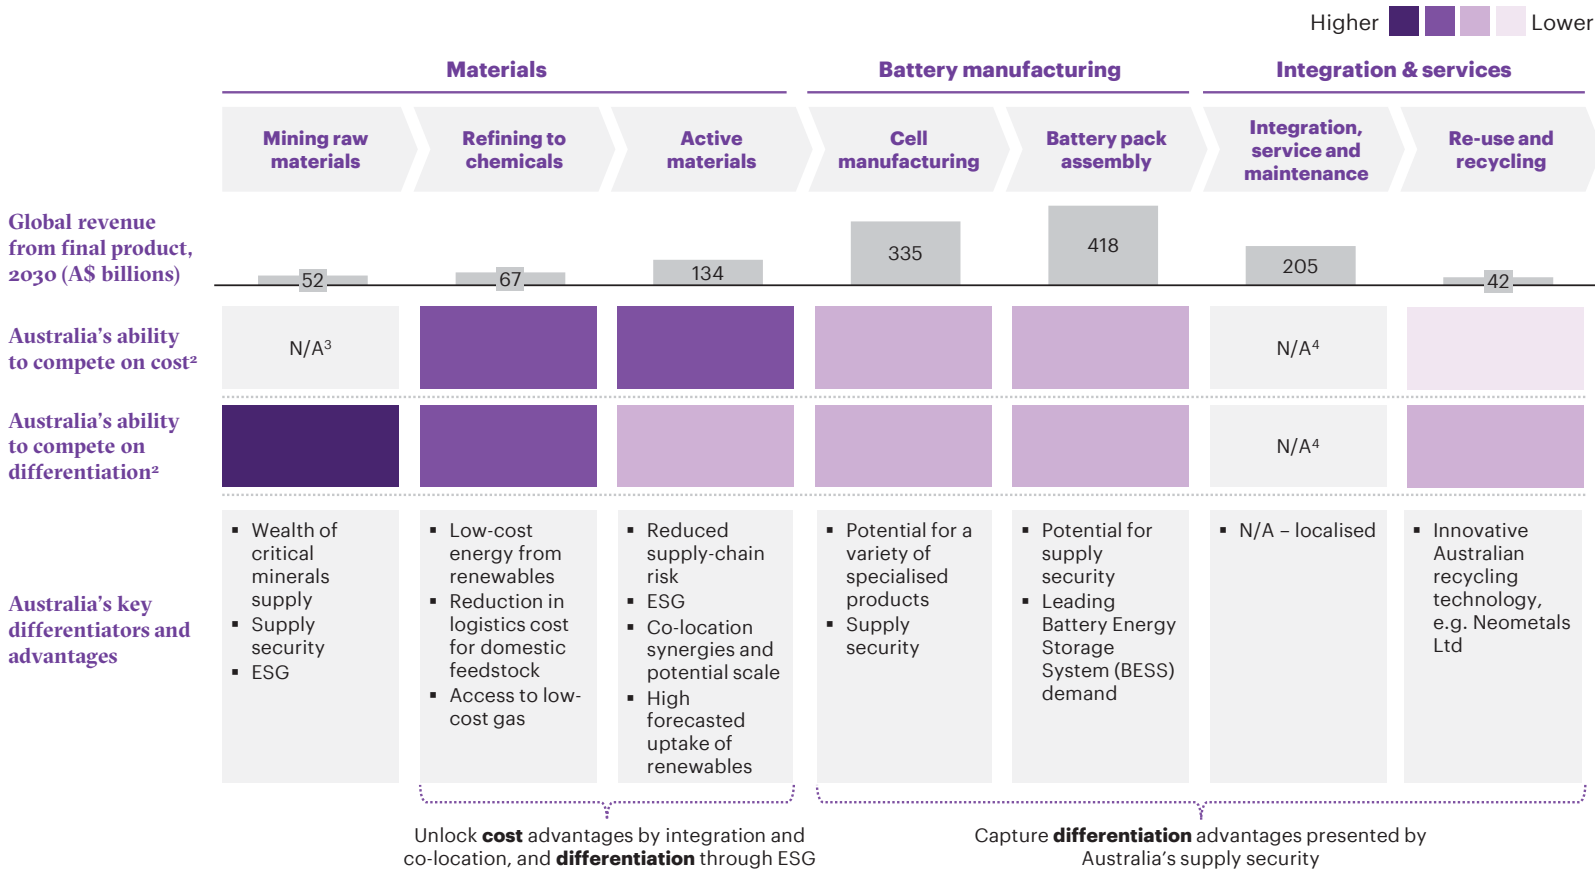 Higher
Lower
Materials
Battery manufacturing
Integration & services
Mining raw
materials
Refining to
chemicals
Active
materials
Cell
manufacturing
Battery pack
assembly
Integration,
service and
maintenance
Re-use and
recycling
Global revenue
from final product,
2030 (A$ billions)
52
67
134
335
418
205
42
Australia's ability
to compete on cost²
N/A³
N/A⁴
Australia's ability
to compete on
differentiation²
N/A⁴
Australia's key
differentiators and
advantages
▪ Wealth of
critical
minerals
supply
▪ Supply
security
▪ ESG
▪ Low-cost
energy from
renewables
▪ Reduction in
logistics cost
for domestic
feedstock
▪ Access to low-
cost gas
▪ Reduced
supply-chain
risk
▪ ESG
▪ Co-location
synergies and
potential scale
▪ High
forecasted
uptake of
renewables
▪ Potential for a
variety of
specialised
products
▪ Supply
security
▪ Potential for
supply
security
▪ Leading
Battery Energy
Storage
System (BESS)
demand
▪ N/A – localised
▪ Innovative
Australian
recycling
technology,
e.g. Neometals
Ltd
Unlock cost advantages by integration and
co-location, and differentiation through ESG
Capture differentiation advantages presented by
Australia's supply security